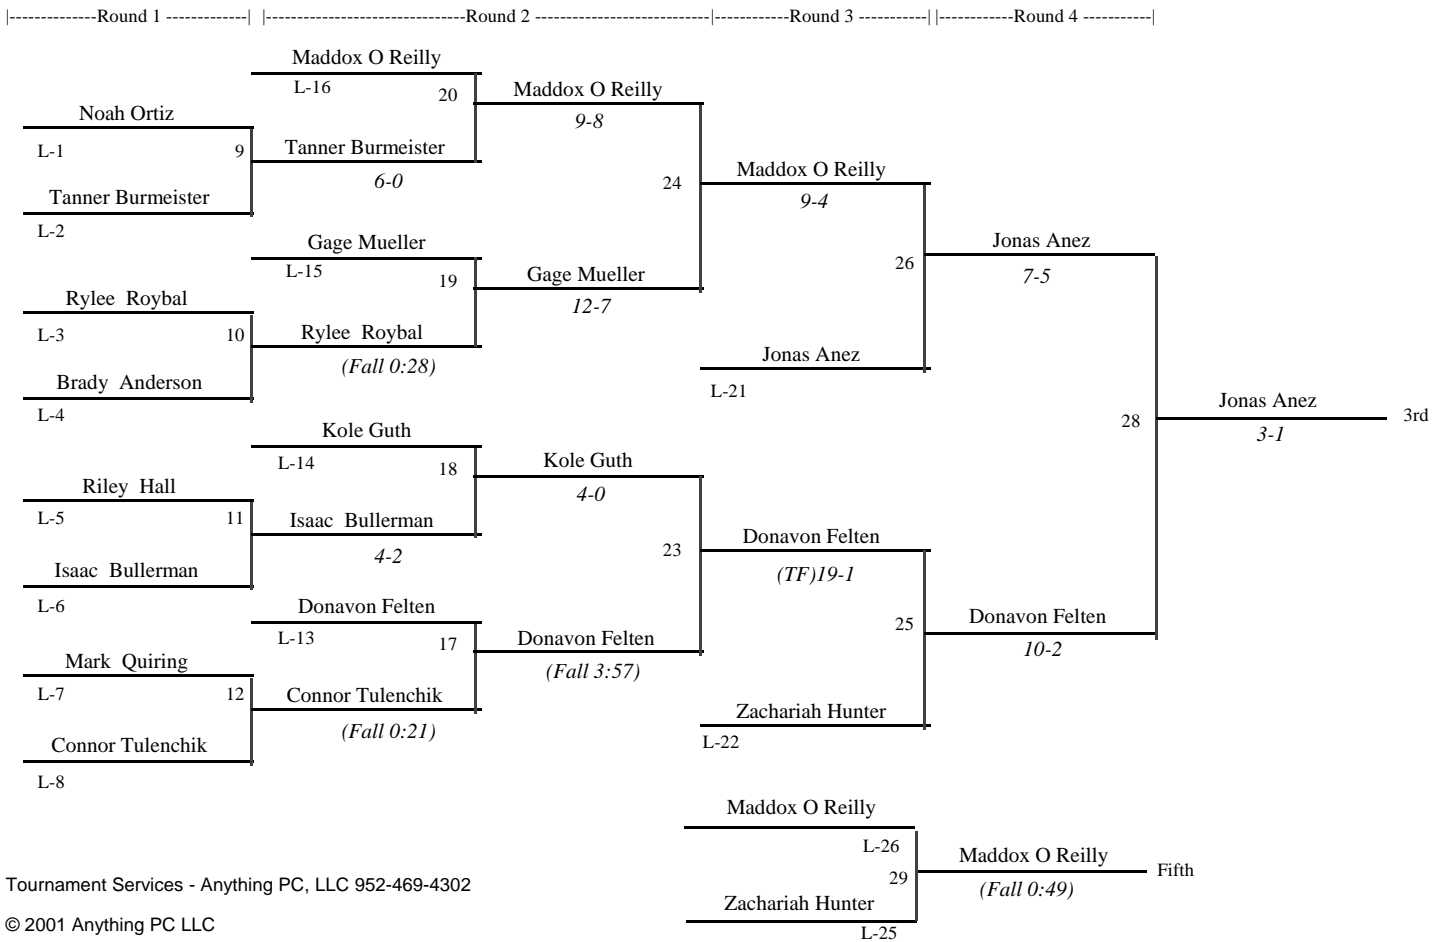 |--------------Round 1 -------------|  |--------------------------------Round 2 ----------------------------|------------Round 3 -----------| |------------Round 4 -----------|
Maddox O Reilly
L-16
20
Maddox O Reilly
9-8
Noah Ortiz
L-1
9
Tanner Burmeister
6-0
Tanner Burmeister
L-2
24
Maddox O Reilly
9-4
Gage Mueller
L-15
19
Gage Mueller
12-7
Rylee  Roybal
L-3
10
Rylee  Roybal
(Fall 0:28)
Brady  Anderson
L-4
26
Jonas Anez
7-5
Jonas Anez
L-21
Kole Guth
L-14
18
Kole Guth
4-0
Riley  Hall
L-5
11
Isaac  Bullerman
4-2
Isaac  Bullerman
L-6
23
Donavon Felten
(TF)19-1
Donavon Felten
L-13
17
Donavon Felten
(Fall 3:57)
Mark  Quiring
L-7
12
Connor Tulenchik
(Fall 0:21)
Connor Tulenchik
L-8
25
Donavon Felten
10-2
Zachariah Hunter
L-22
28
Jonas Anez
3-1
3rd
Maddox O Reilly
L-26
29
Maddox O Reilly
(Fall 0:49)
Fifth
Zachariah Hunter
L-25
Tournament Services - Anything PC, LLC 952-469-4302
© 2001 Anything PC LLC